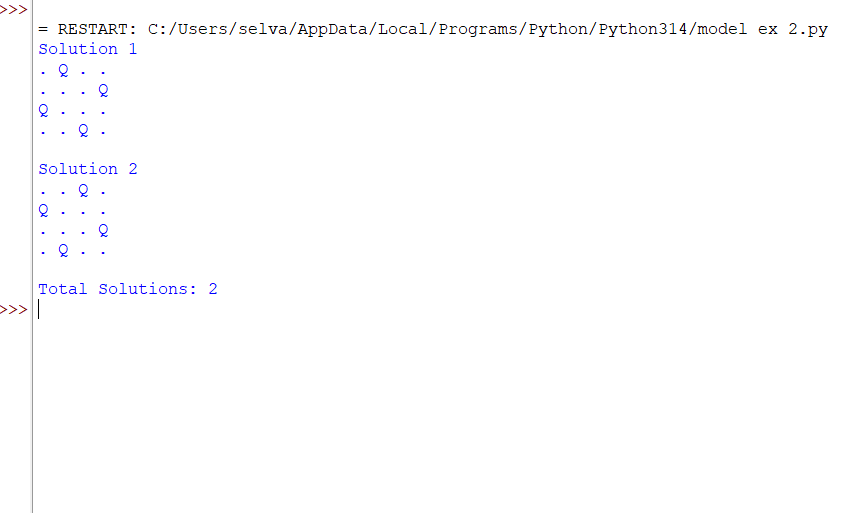 >>>
= RESTART: C:/Users/selva/AppData/Local/Programs/Python/Python314/model ex 2.py
Solution 1
. Q . .
. . . Q
Q . . .
. . Q .
Solution 2
. . Q .
Q . . .
. . . Q
. Q . .
Total Solutions: 2
>>>